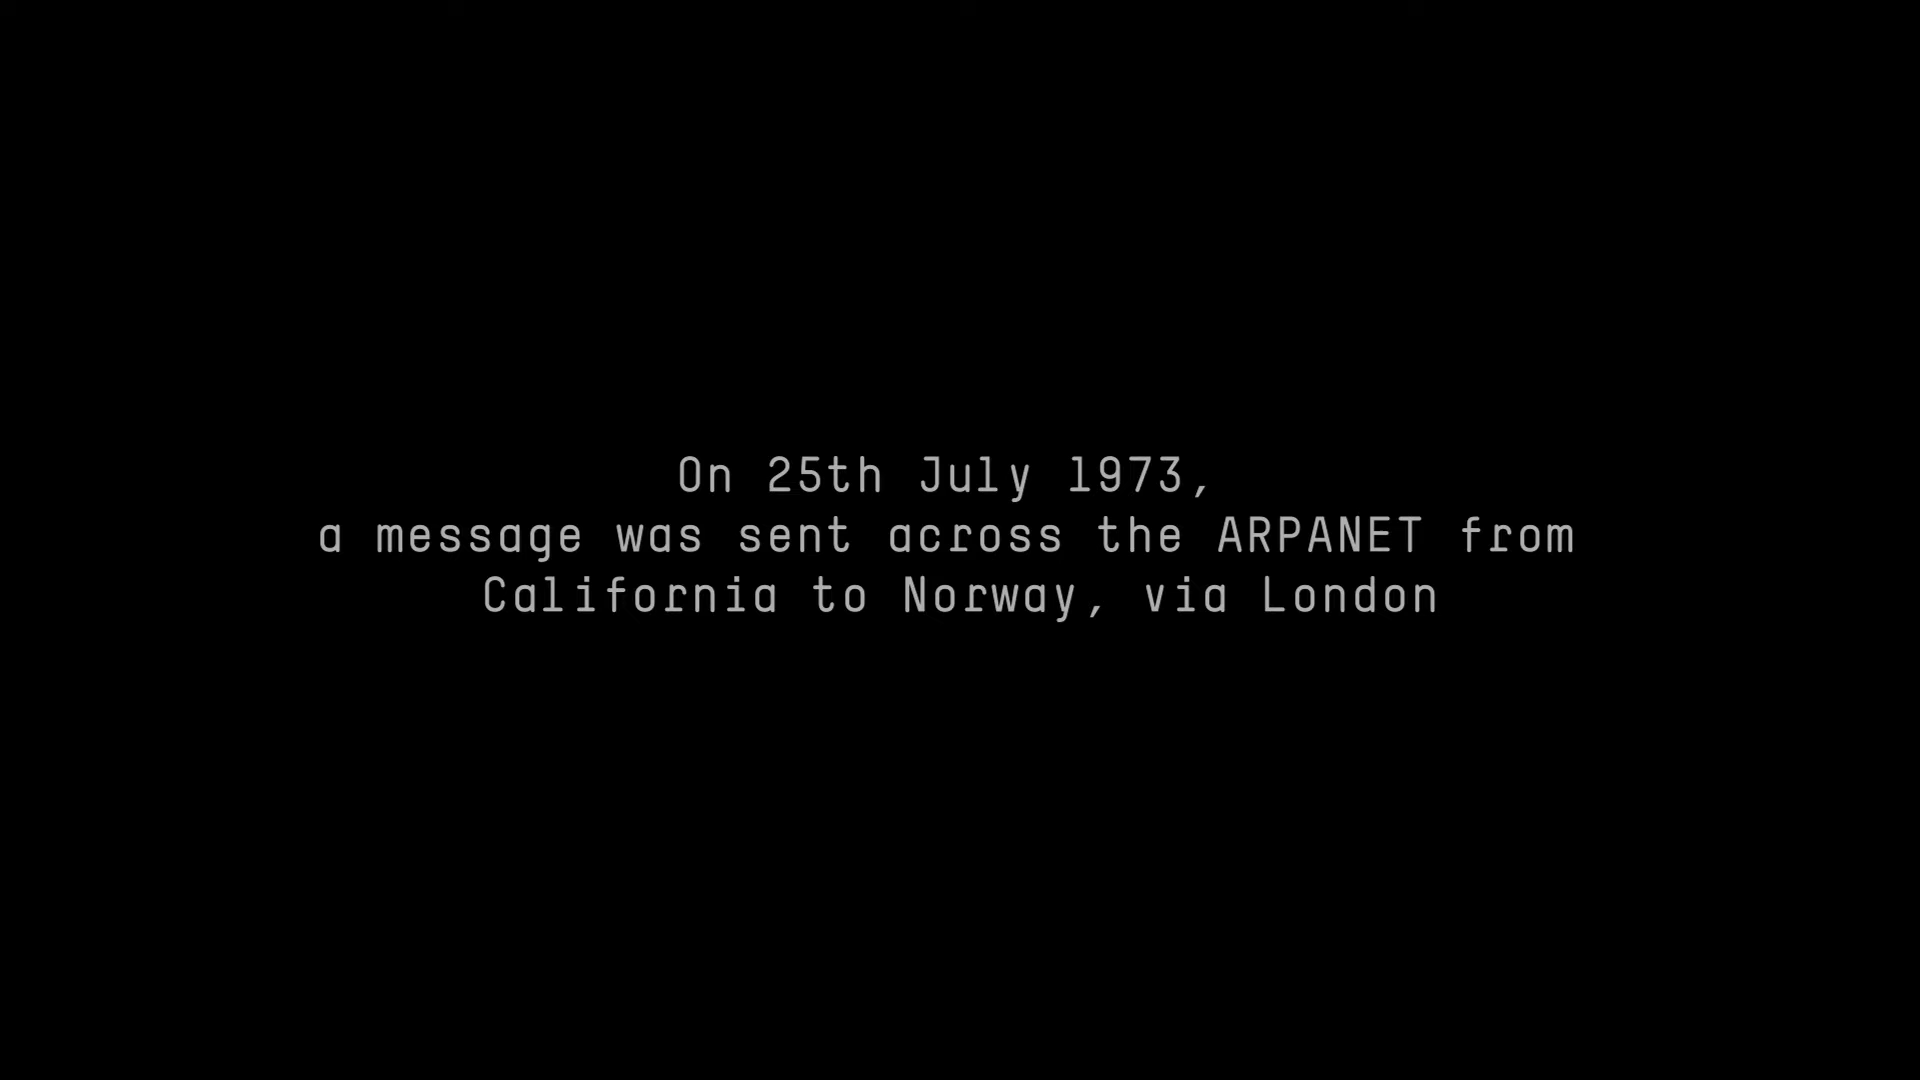 On 25th July 1973,
a message was sent across the ARPANET from
California to Norway, via London